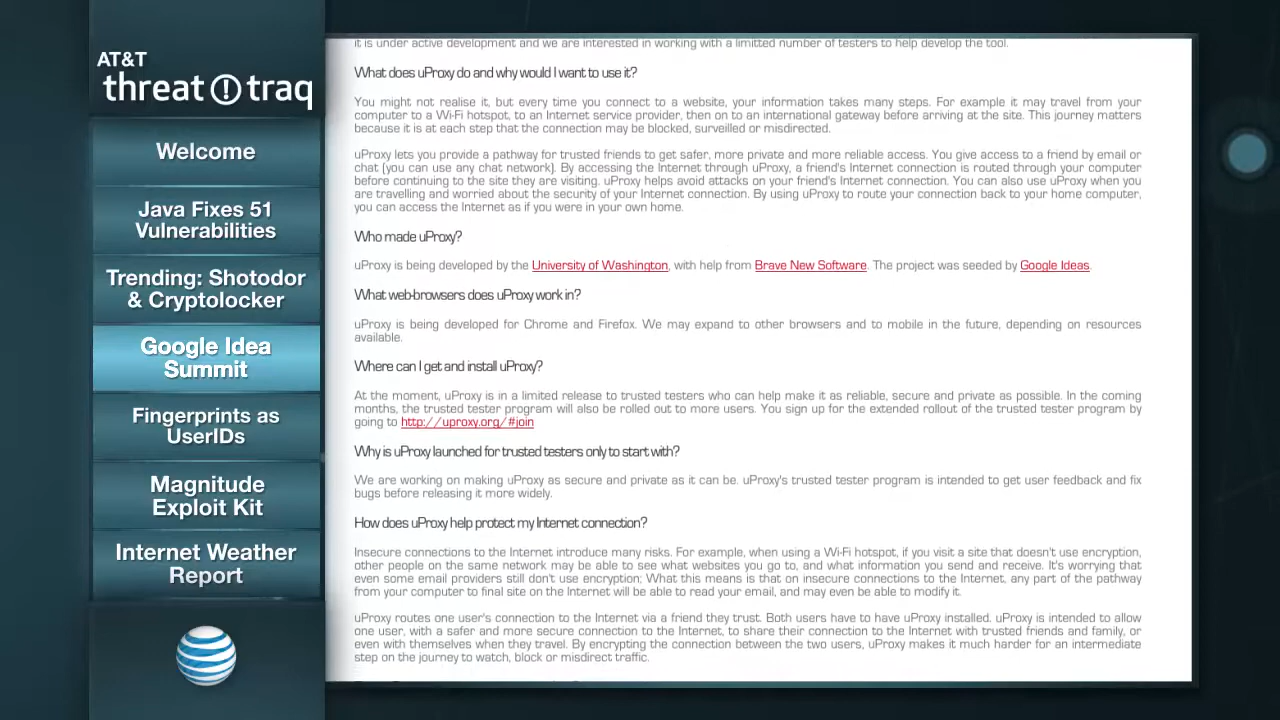 AT&T
threat traq
Welcome
Java Fixes 51
Vulnerabilities
Trending: Shotodor
& Cryptolocker
Google Idea
Summit
Fingerprints as
UserIDs
Magnitude
Exploit Kit
Internet Weather
Report
it is under active development and we are interested in working with a limitted number of testers to help develop the tool.
What does uProxy do and why would I want to use it?
You might not realise it, but every time you connect to a website, your information takes many steps. For example it may travel from your
computer to a Wi-Fi hotspot, to an Internet service provider, then on to an international gateway before arriving at the site. This journey matters
because it is at each step that the connection may be blocked, surveilled or misdirected.
uProxy lets you provide a pathway for trusted friends to get safer, more private and more reliable access. You give access to a friend by email or
chat (you can use any chat network). By accessing the Internet through uProxy, a friend's Internet connection is routed through your computer
before continuing to the site they are visiting. uProxy helps avoid attacks on your friend's Internet connection. You can also use uProxy when you
are travelling and worried about the security of your Internet connection. By using uProxy to route your connection back to your home computer,
you can access the Internet as if you were in your own home.
Who made uProxy?
uProxy is being developed by the University of Washington, with help from Brave New Software. The project was seeded by Google Ideas.
What web-browsers does uProxy work in?
uProxy is being developed for Chrome and Firefox. We may expand to other browsers and to mobile in the future, depending on resources
available.
Where can I get and install uProxy?
At the moment, uProxy is in a limited release to trusted testers who can help make it as reliable, secure and private as possible. In the coming
months, the trusted tester program will also be rolled out to more users. You sign up for the extended rollout of the trusted tester program by
going to http://uproxy.org/#join
Why is uProxy launched for trusted testers only to start with?
We are working on making uProxy as secure and private as it can be. uProxy's trusted tester program is intended to get user feedback and fix
bugs before releasing it more widely.
How does uProxy help protect my Internet connection?
Insecure connections to the Internet introduce many risks. For example, when using a Wi-Fi hotspot, if you visit a site that doesn't use encryption,
other people on the same network may be able to see what websites you go to, and what information you send and receive. It's worrying that
even some email providers still don't use encryption; What this means is that on insecure connections to the Internet, any part of the pathway
from your computer to final site on the Internet will be able to read your email, and may even be able to modify it.
uProxy routes one user's connection to the Internet via a friend they trust. Both users have to have uProxy installed. uProxy is intended to allow
one user, with a safer and more secure connection to the Internet, to share their connection to the Internet with trusted friends and family, or
even with themselves when they travel. By encrypting the connection between the two users, uProxy makes it much harder for an intermediate
step on the journey to watch, block or misdirect traffic.